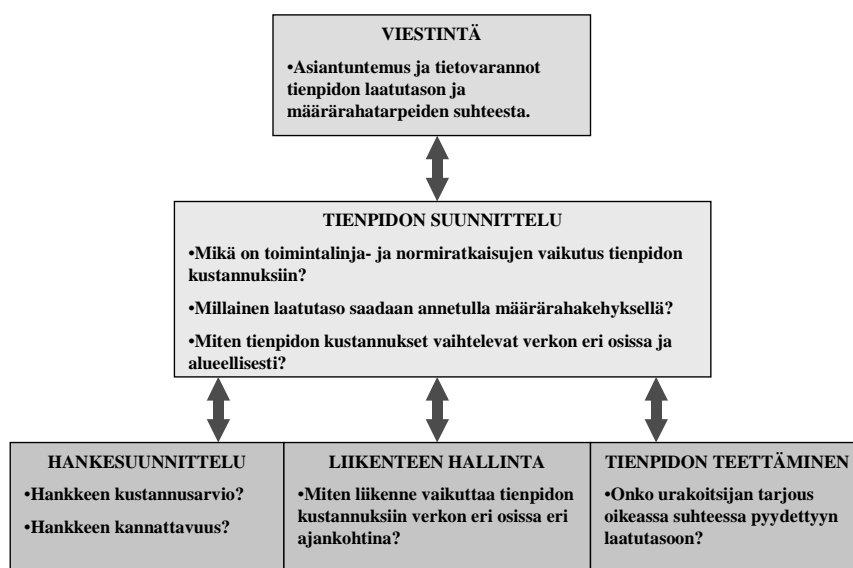 VIESTINTÄ
•Asiantuntemus ja tietovarannot
tienpidon laatutason ja
määrärahatarpeiden suhteesta.
TIENPIDON SUUNNITTELU
•Mikä on toimintalinja- ja normiratkaisujen vaikutus tienpidon
kustannuksiin?
•Millainen laatutaso saadaan annetulla määrärahakehyksellä?
•Miten tienpidon kustannukset vaihtelevat verkon eri osissa ja
alueellisesti?
HANKESUUNNITTELU
•Hankkeen kustannusarvio?
•Hankkeen kannattavuus?
LIIKENTEEN HALLINTA
•Miten liikenne vaikuttaa tienpidon
kustannuksiin verkon eri osissa eri
ajankohtina?
TIENPIDON TEETTÄMINEN
•Onko urakoitsijan tarjous
oikeassa suhteessa pyydettyyn
laatutasoon?